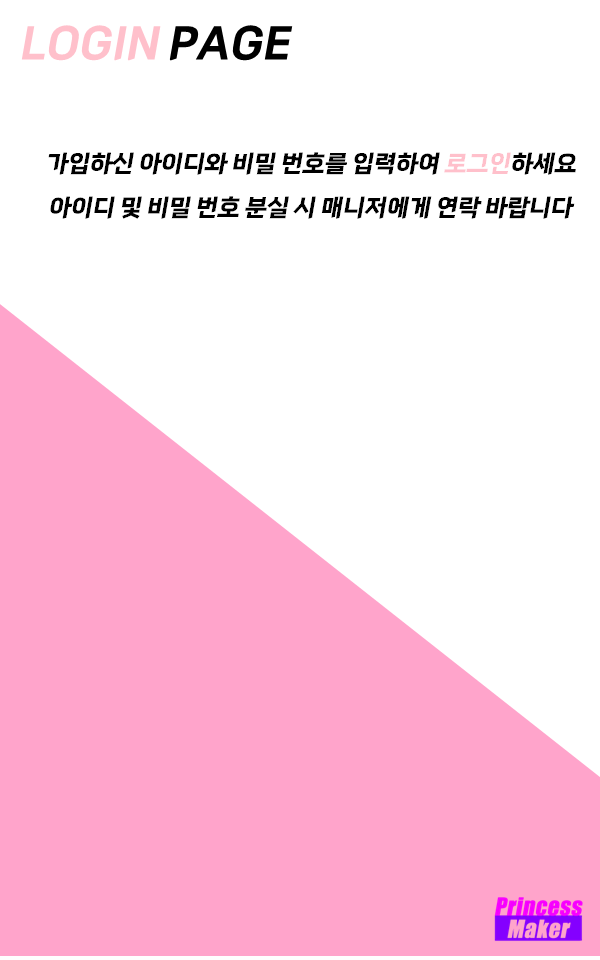 LOGIN PAGE
가입하신 아이디와 비밀 번호를 입력하여 로그인하세요
아이디 및 비밀 번호 분실 시 매니저에게 연락 바랍니다
Princess
Maker